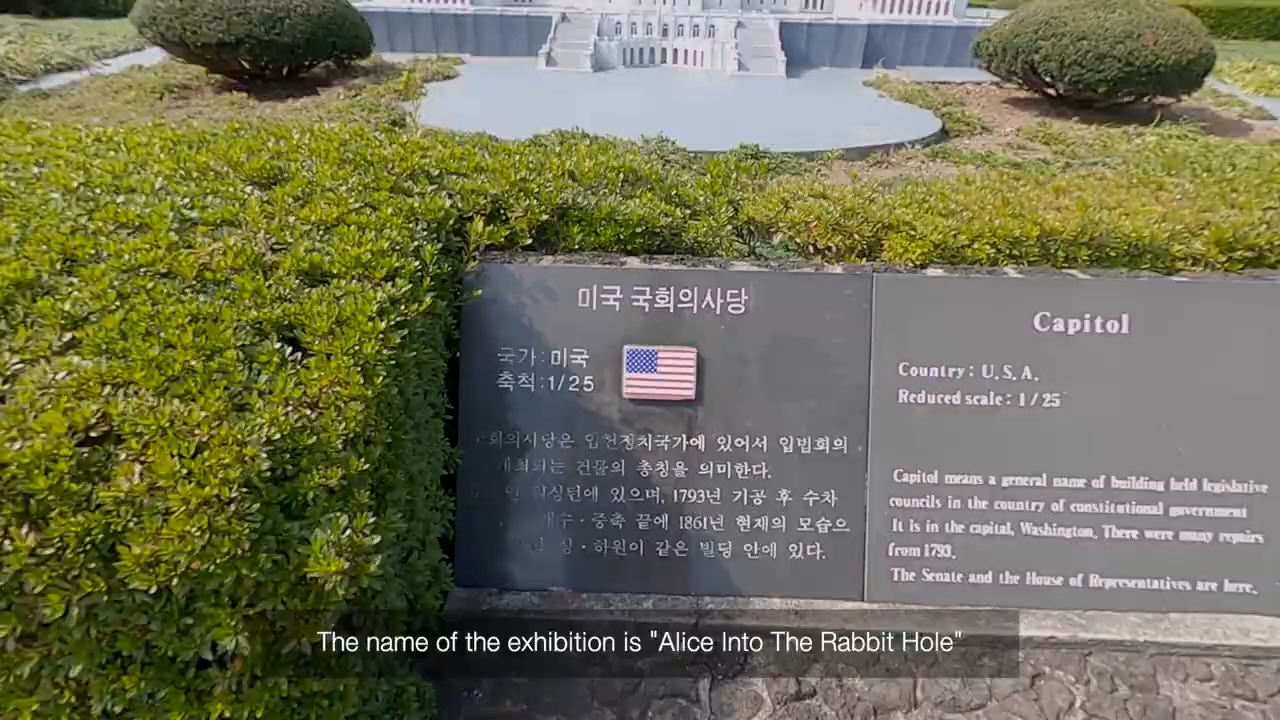 미국 국회의사당
국가:미국
축척:1/25
입헌정치국가에 있어서 입법회의
개최되는 건물의 총칭을 의미한다.
워싱턴에 있으며, 1793년 기공 후 수차
개수·증축 끝에 1861년 현재의 모습으
상·하원이 같은 빌딩 안에 있다.
Capitol
Country: U.S.A.
Reduced scale: 1/25
Capitol means a general name of building held legislative
councils in the country of constitutional government
It is in the capital, Washington, There were many repairs
from 1793.
The Senate and the House of Representatives are here.
The name of the exhibition is "Alice Into The Rabbit Hole"